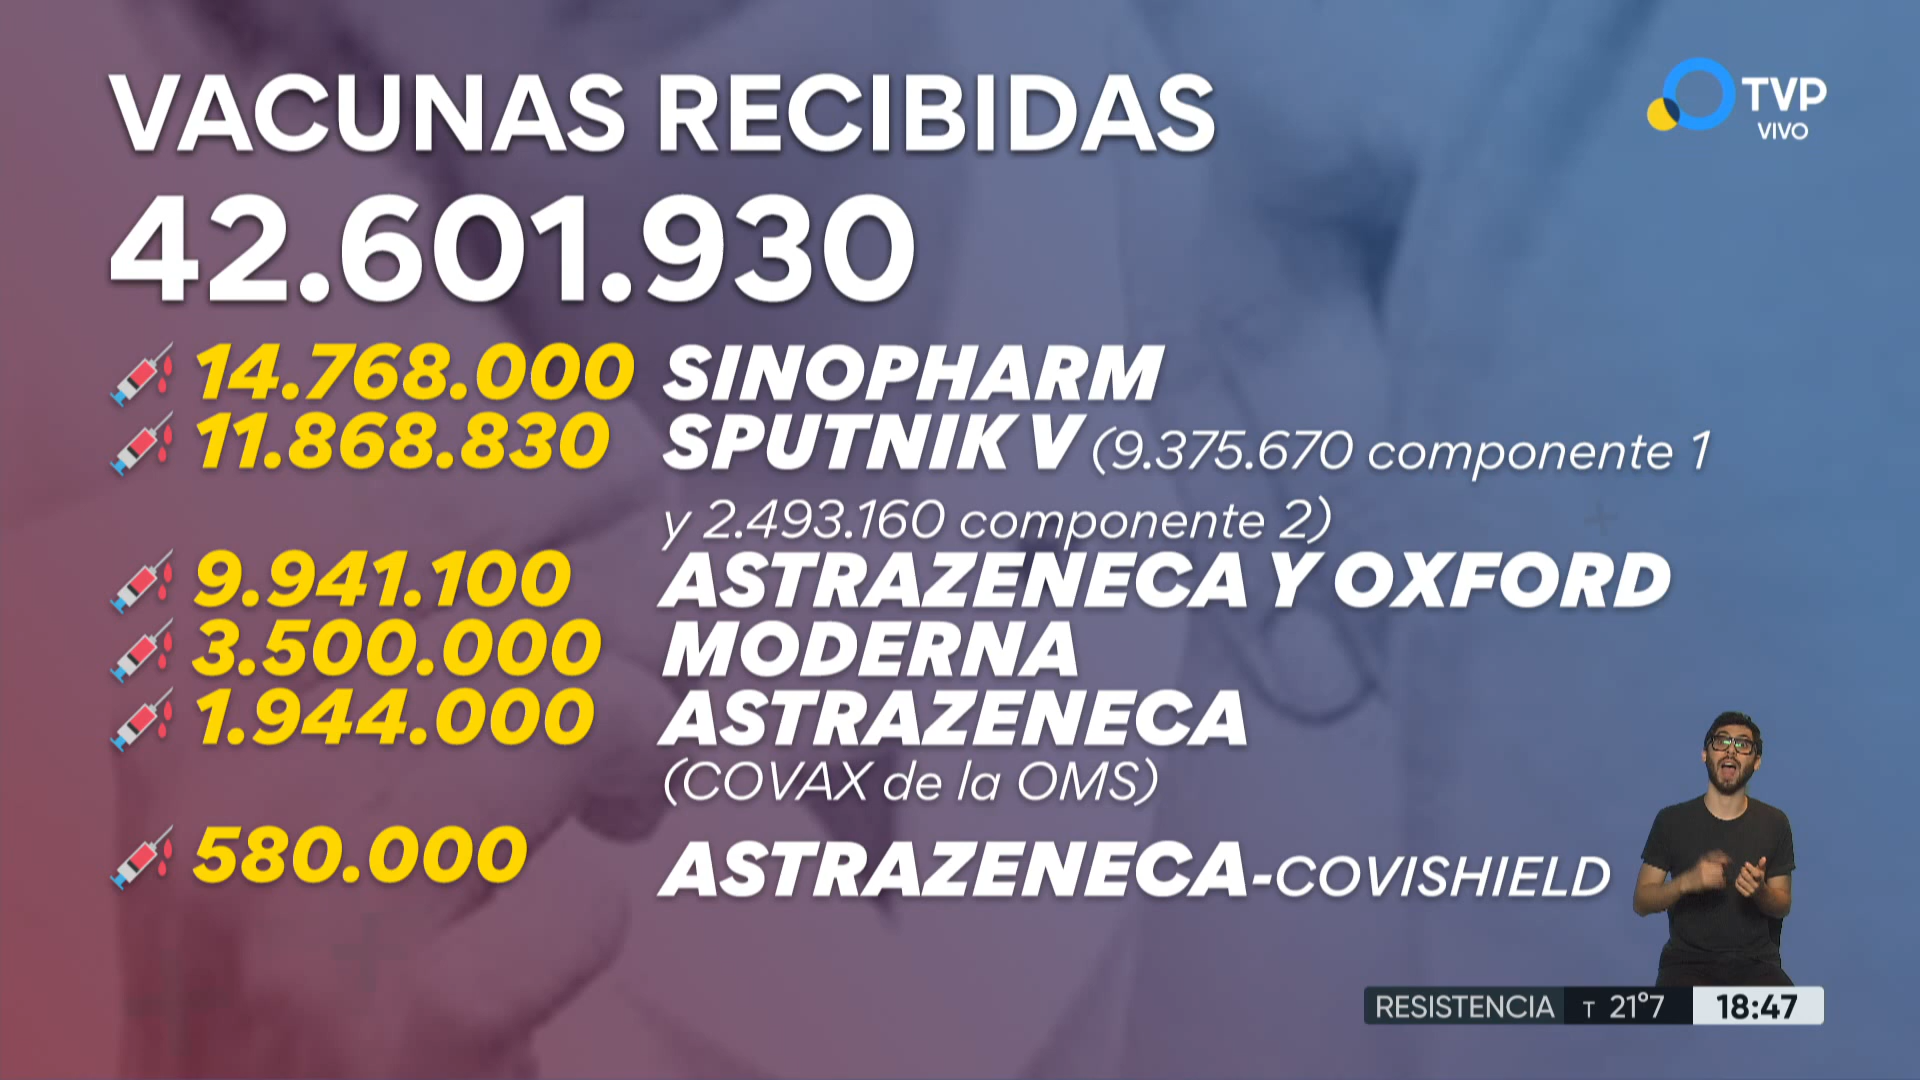 VACUNAS RECIBIDAS
TVP
VIVO
42.601.930
14.768.000 SINOPHARM
11.868.830 SPUTNIK V (9.375.670 componente 1
y 2.493.160 componente 2)
9.941.100 ASTRAZENECA Y OXFORD
3.500.000 MODERNA
1.944.000 ASTRAZENECA
(COVAX de la OMS)
580.000 ASTRAZENECA-COVISHIELD
RESISTENCIA T 21°7 18:47